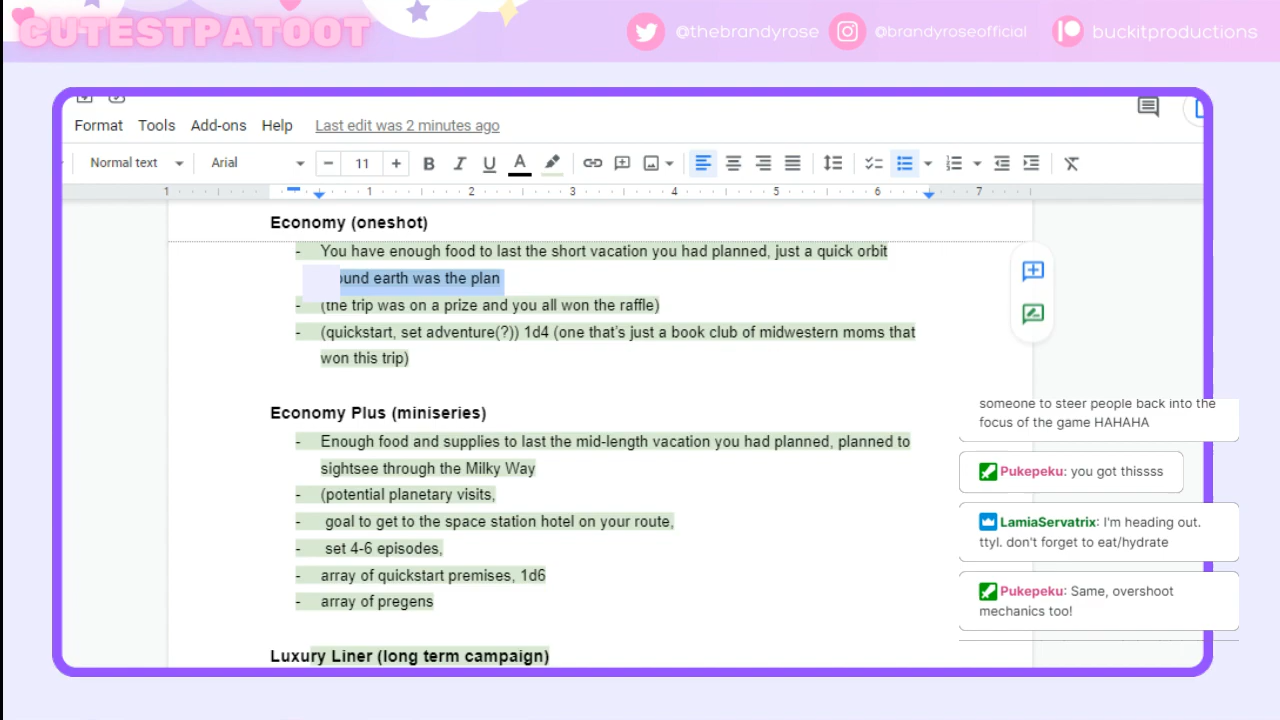 CUTESTPATOOT
@thebrandyrose
@brandyroseofficial
buckitproductions
Format Tools Add-ons Help Last edit was 2 minutes ago
Normal text Arial 11 B I U A
1 1 2 3 4 5 6 7
Economy (oneshot)
- You have enough food to last the short vacation you had planned, just a quick orbit
ound earth was the plan
- (the trip was on a prize and you all won the raffle)
- (quickstart, set adventure(?)) 1d4 (one that's just a book club of midwestern moms that
won this trip)
Economy Plus (miniseries)
- Enough food and supplies to last the mid-length vacation you had planned, planned to
sightsee through the Milky Way
- (potential planetary visits,
- goal to get to the space station hotel on your route,
- set 4-6 episodes,
- array of quickstart premises, 1d6
- array of pregens
Luxury Liner (long term campaign)
someone to steer people back into the
focus of the game HAHAHA
Pukepeku: you got thissss
LamiaServatrix: I'm heading out.
ttyl. don't forget to eat/hydrate
Pukepeku: Same, overshoot
mechanics too!